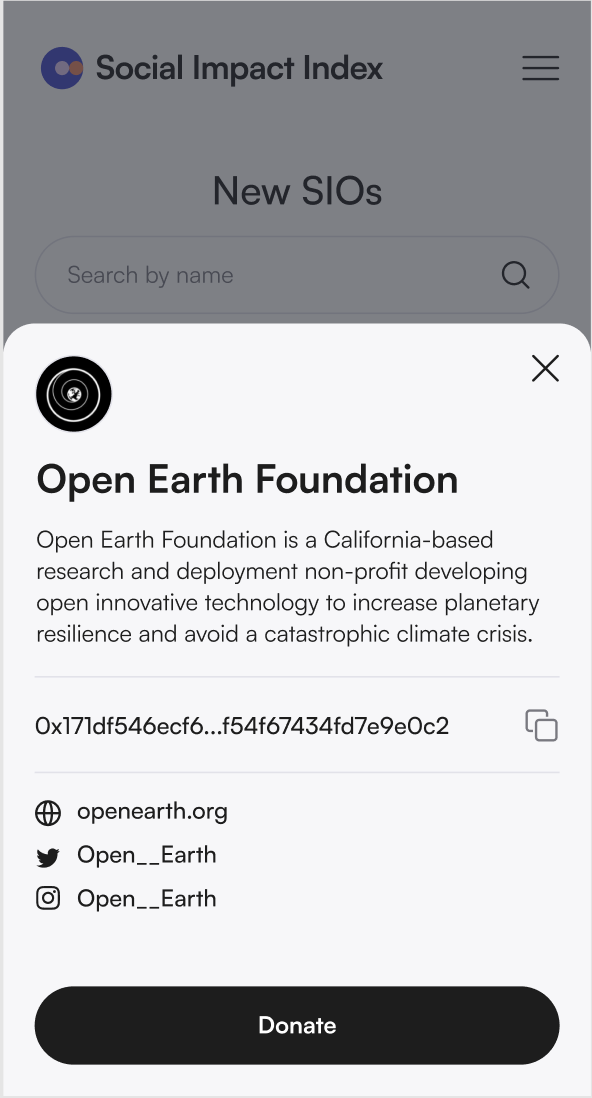 Social Impact Index
New SIOs
Search by name
Open Earth Foundation
Open Earth Foundation is a California-based
research and deployment non-profit developing
open innovative technology to increase planetary
resilience and avoid a catastrophic climate crisis.
0x171df546ecf6...f54f67434fd7e9e0c2
openearth.org
Open__Earth
Open__Earth
Donate